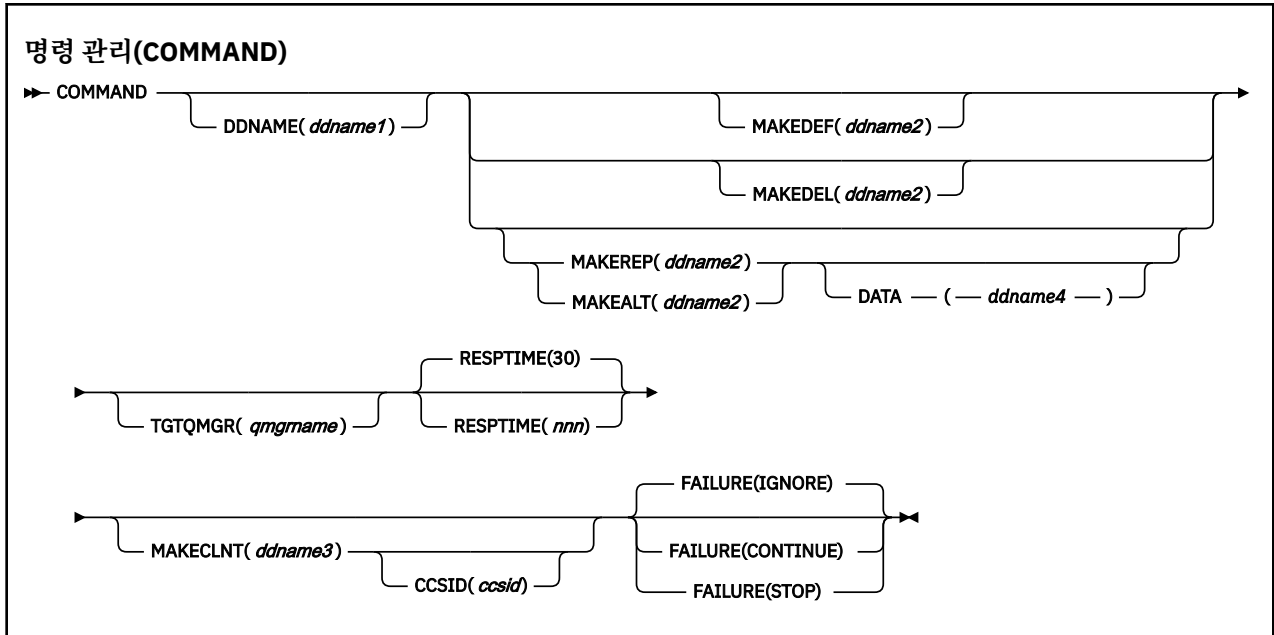 명령 관리(COMMAND)
COMMAND
DDNAME( ddname1 )
MAKEDEF( ddname2 )
MAKEDEL( ddname2 )
MAKEREP( ddname2 )
MAKEALT( ddname2 )
DATA ( ddname4 )
TGTQMGR( qmgrname )
RESPTIME(30)
RESPTIME( nnn)
MAKECLNT( ddname3 )
CCSID( ccsid )
FAILURE(IGNORE)
FAILURE(CONTINUE)
FAILURE(STOP)